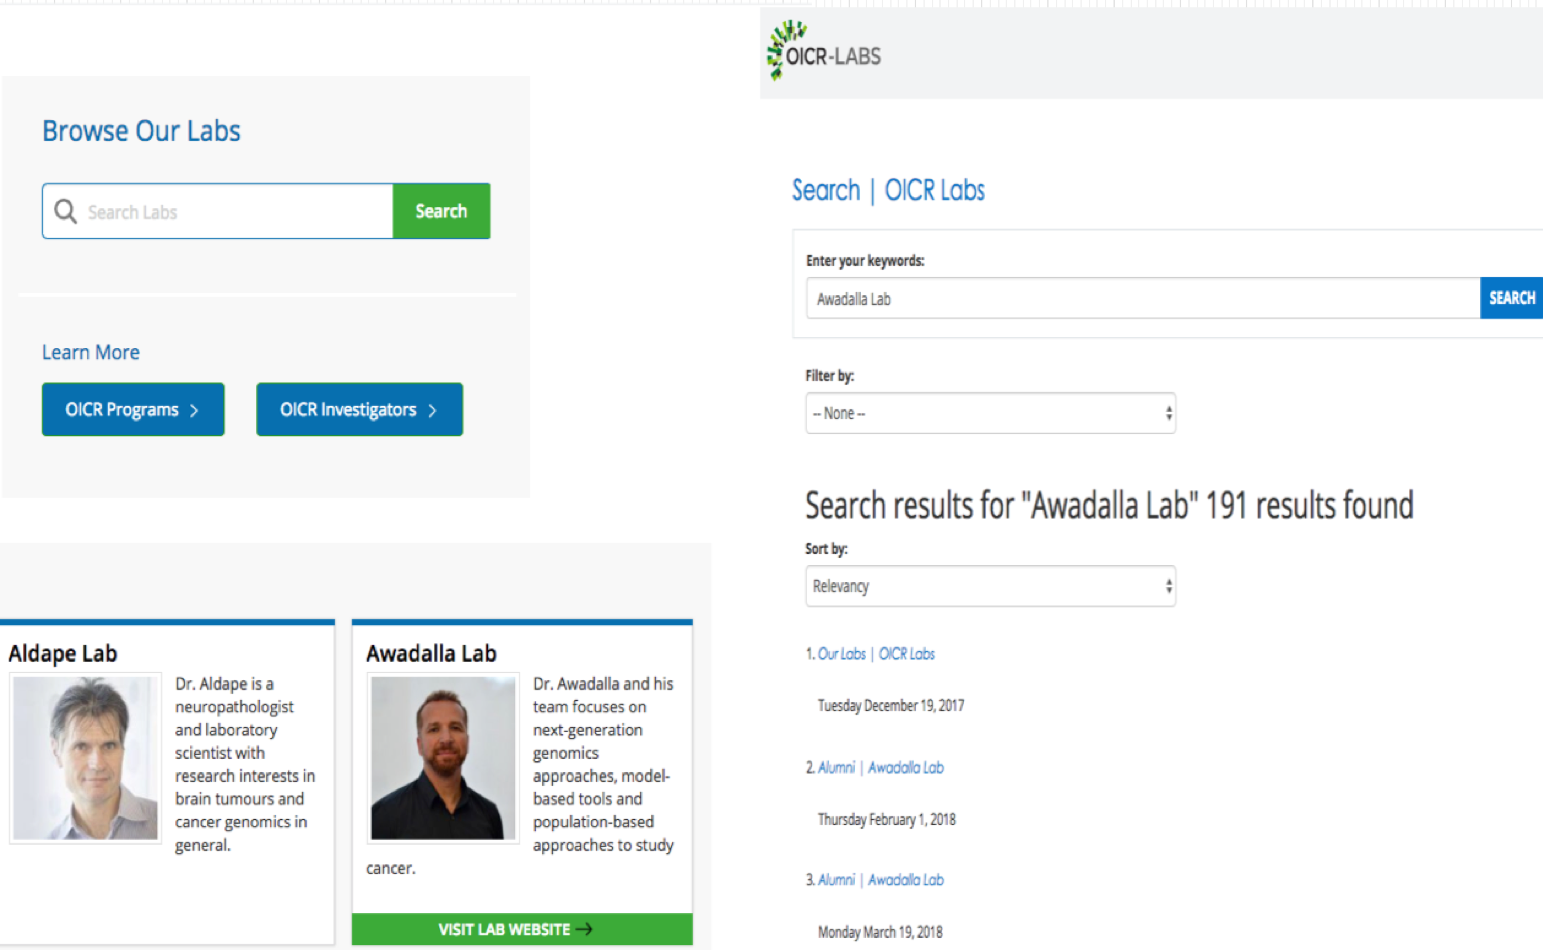 Browse Our Labs
Search Labs
Search
Learn More
OICR Programs >
OICR Investigators >
Aldape Lab
Dr. Aldape is a
neuropathologist
and laboratory
scientist with
research interests in
brain tumours and
cancer genomics in
general.
Awadalla Lab
Dr. Awadalla and his
team focuses on
next-generation
genomics
approaches, model-
based tools and
population-based
approaches to study
cancer.
VISIT LAB WEBSITE →
OICR-LABS
Search | OICR Labs
Enter your keywords:
Awadalla Lab
SEARCH
Filter by:
-- None --
Search results for "Awadalla Lab" 191 results found
Sort by:
Relevancy
1. Our Labs | OICR Labs
Tuesday December 19, 2017
2. Alumni | Awadalla Lab
Thursday February 1, 2018
3. Alumni | Awadalla Lab
Monday March 19, 2018